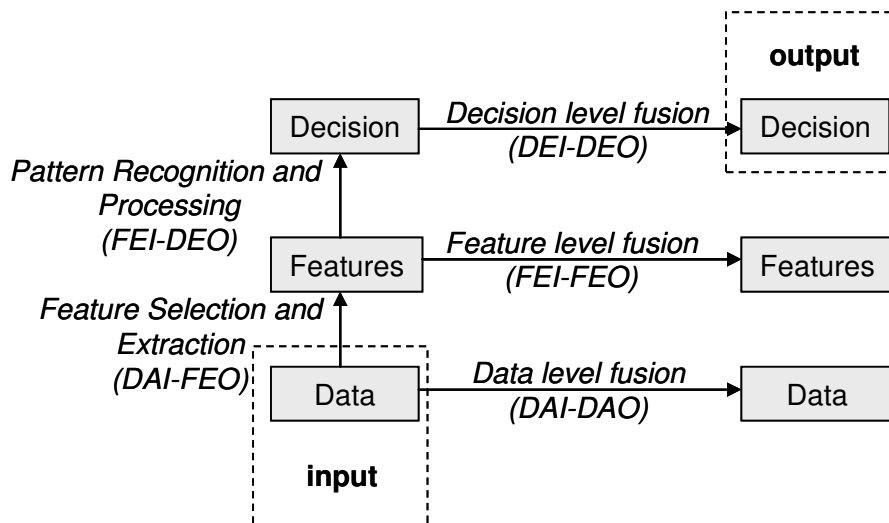 output
Decision
Decision level fusion
(DEI-DEO)
Decision
Pattern Recognition and
Processing
(FEI-DEO)
Features
Feature level fusion
(FEI-FEO)
Features
Feature Selection and
Extraction
(DAI-FEO)
Data
Data level fusion
(DAI-DAO)
Data
input